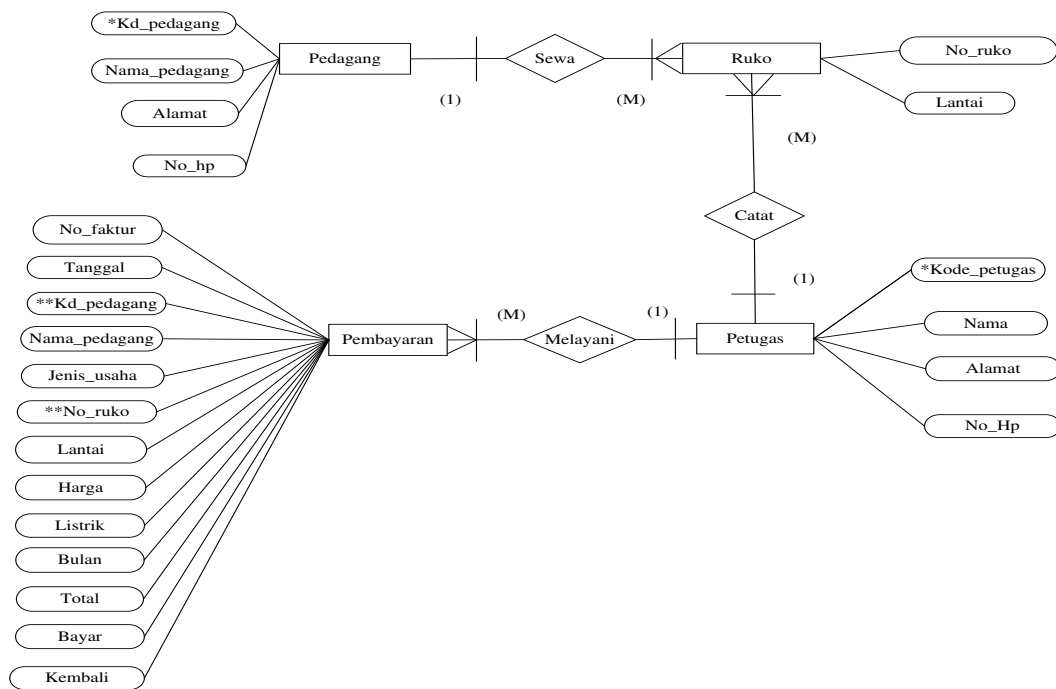 *Kd_pedagang
Nama_pedagang
Alamat
No_hp
Pedagang
(1)
Sewa
(M)
Ruko
No_ruko
Lantai
(M)
Catat
(1)
No_faktur
Tanggal
**Kd_pedagang
Nama_pedagang
Jenis_usaha
**No_ruko
Lantai
Harga
Listrik
Bulan
Total
Bayar
Kembali
Pembayaran
(M)
Melayani
(1)
Petugas
*Kode_petugas
Nama
Alamat
No_Hp